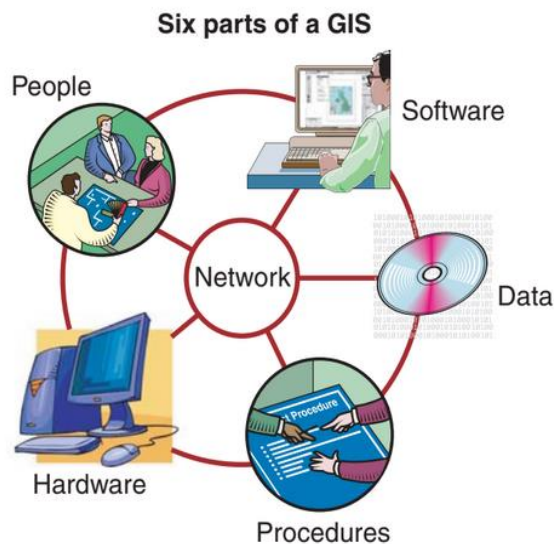 Six parts of a GIS
People
Software
Network
Data
Procedure
Hardware
Procedures